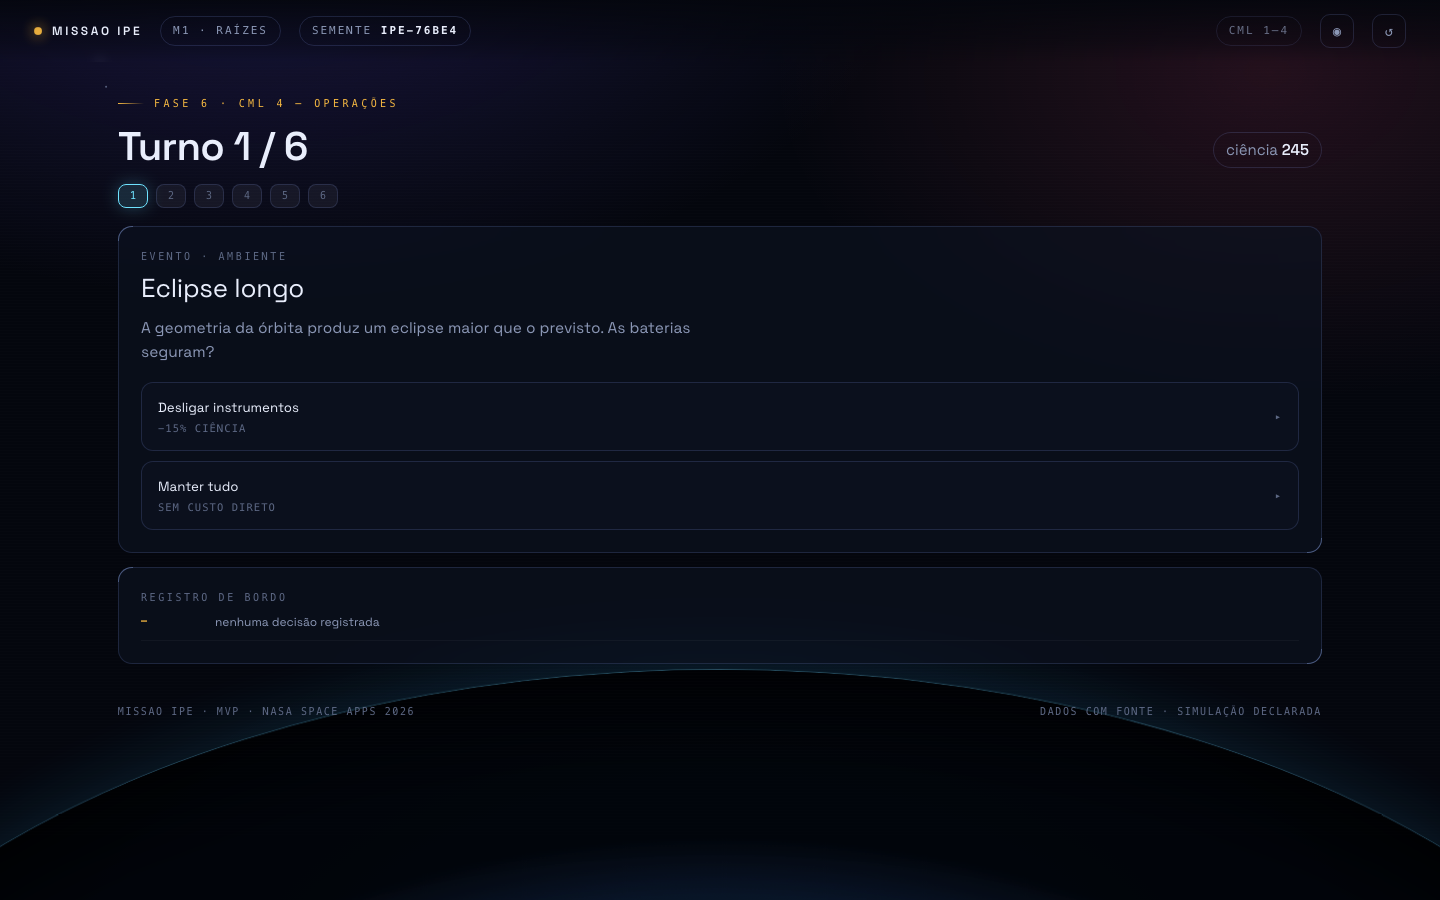 MISSAO IPE
M1 · RAÍZES
SEMENTE IPE-76BE4
CML 1–4
FASE 6 · CML 4 — OPERAÇÕES
Turno 1 / 6
ciência 245
1 2 3 4 5 6
EVENTO · AMBIENTE
Eclipse longo
A geometria da órbita produz um eclipse maior que o previsto. As baterias
seguram?
Desligar instrumentos
−15% CIÊNCIA
Manter tudo
SEM CUSTO DIRETO
REGISTRO DE BORDO
— nenhuma decisão registrada
MISSAO IPE · MVP · NASA SPACE APPS 2026
DADOS COM FONTE · SIMULAÇÃO DECLARADA